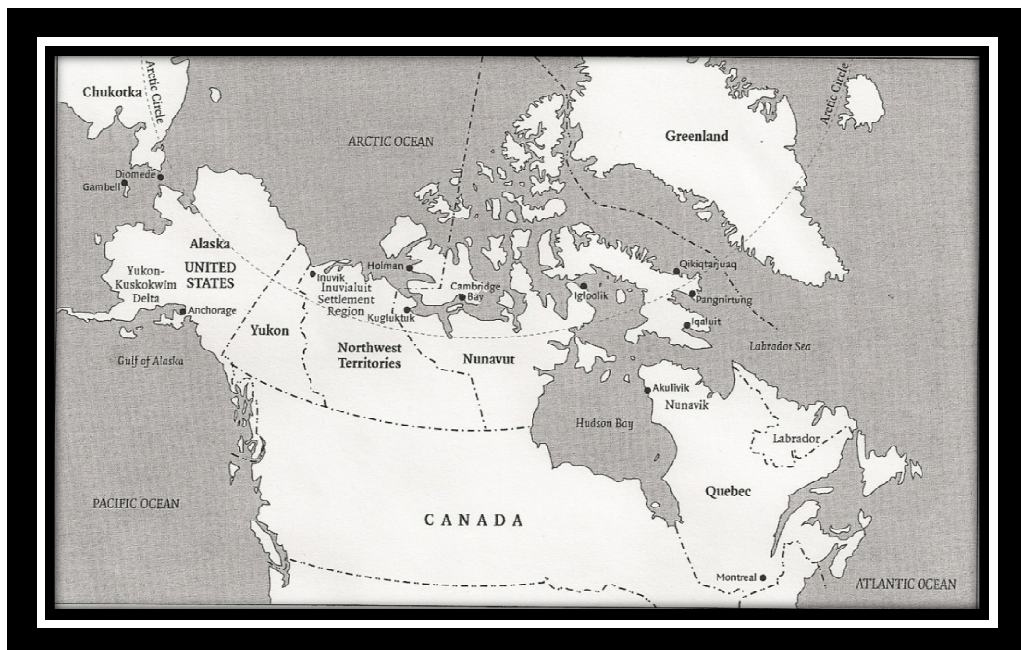 Chukotka
Arctic Circle
Arctic Circle
ARCTIC OCEAN
Greenland
Diomede
Gambell
Alaska
UNITED
STATES
Yukon-
Kuskokwim
Delta
Anchorage
Gulf of Alaska
Yukon
Inuvik
Inuvialuit
Settlement
Region
Holman
Cambridge
Bay
Kugluktuk
Northwest
Territories
Nunavut
Igloolik
Qikiqtarjuaq
Pangnirtung
Iqaluit
Labrador Sea
Akulivik
Nunavik
Hudson Bay
Labrador
Quebec
PACIFIC OCEAN
CANADA
Montreal
ATLANTIC OCEAN